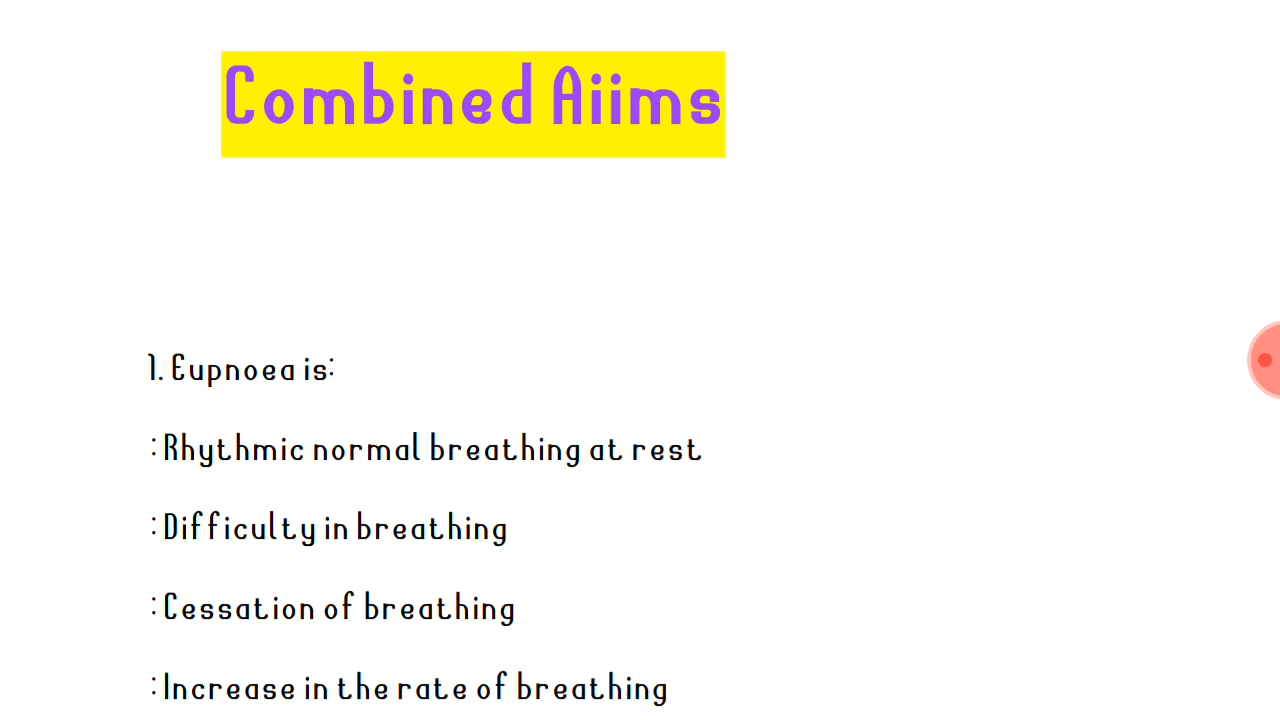 Combined Aiims
1. Eupnoea is:
: Rhythmic normal breathing at rest
: Difficulty in breathing
: Cessation of breathing
: Increase in the rate of breathing